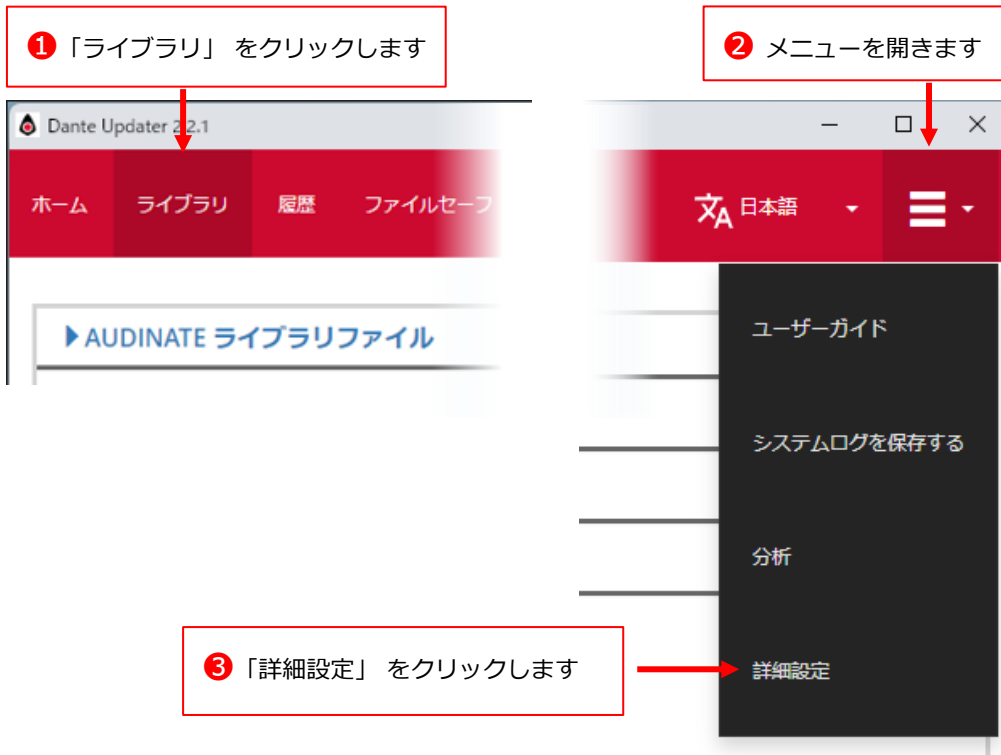 ❶「ライブラリ」 をクリックします
❷ メニューを開きます
Dante Updater 2.2.1
ホーム ライブラリ 履歴 ファイルセーフ
日本語
AUDINATE ライブラリファイル
ユーザーガイド
システムログを保存する
分析
❸「詳細設定」 をクリックします
詳細設定